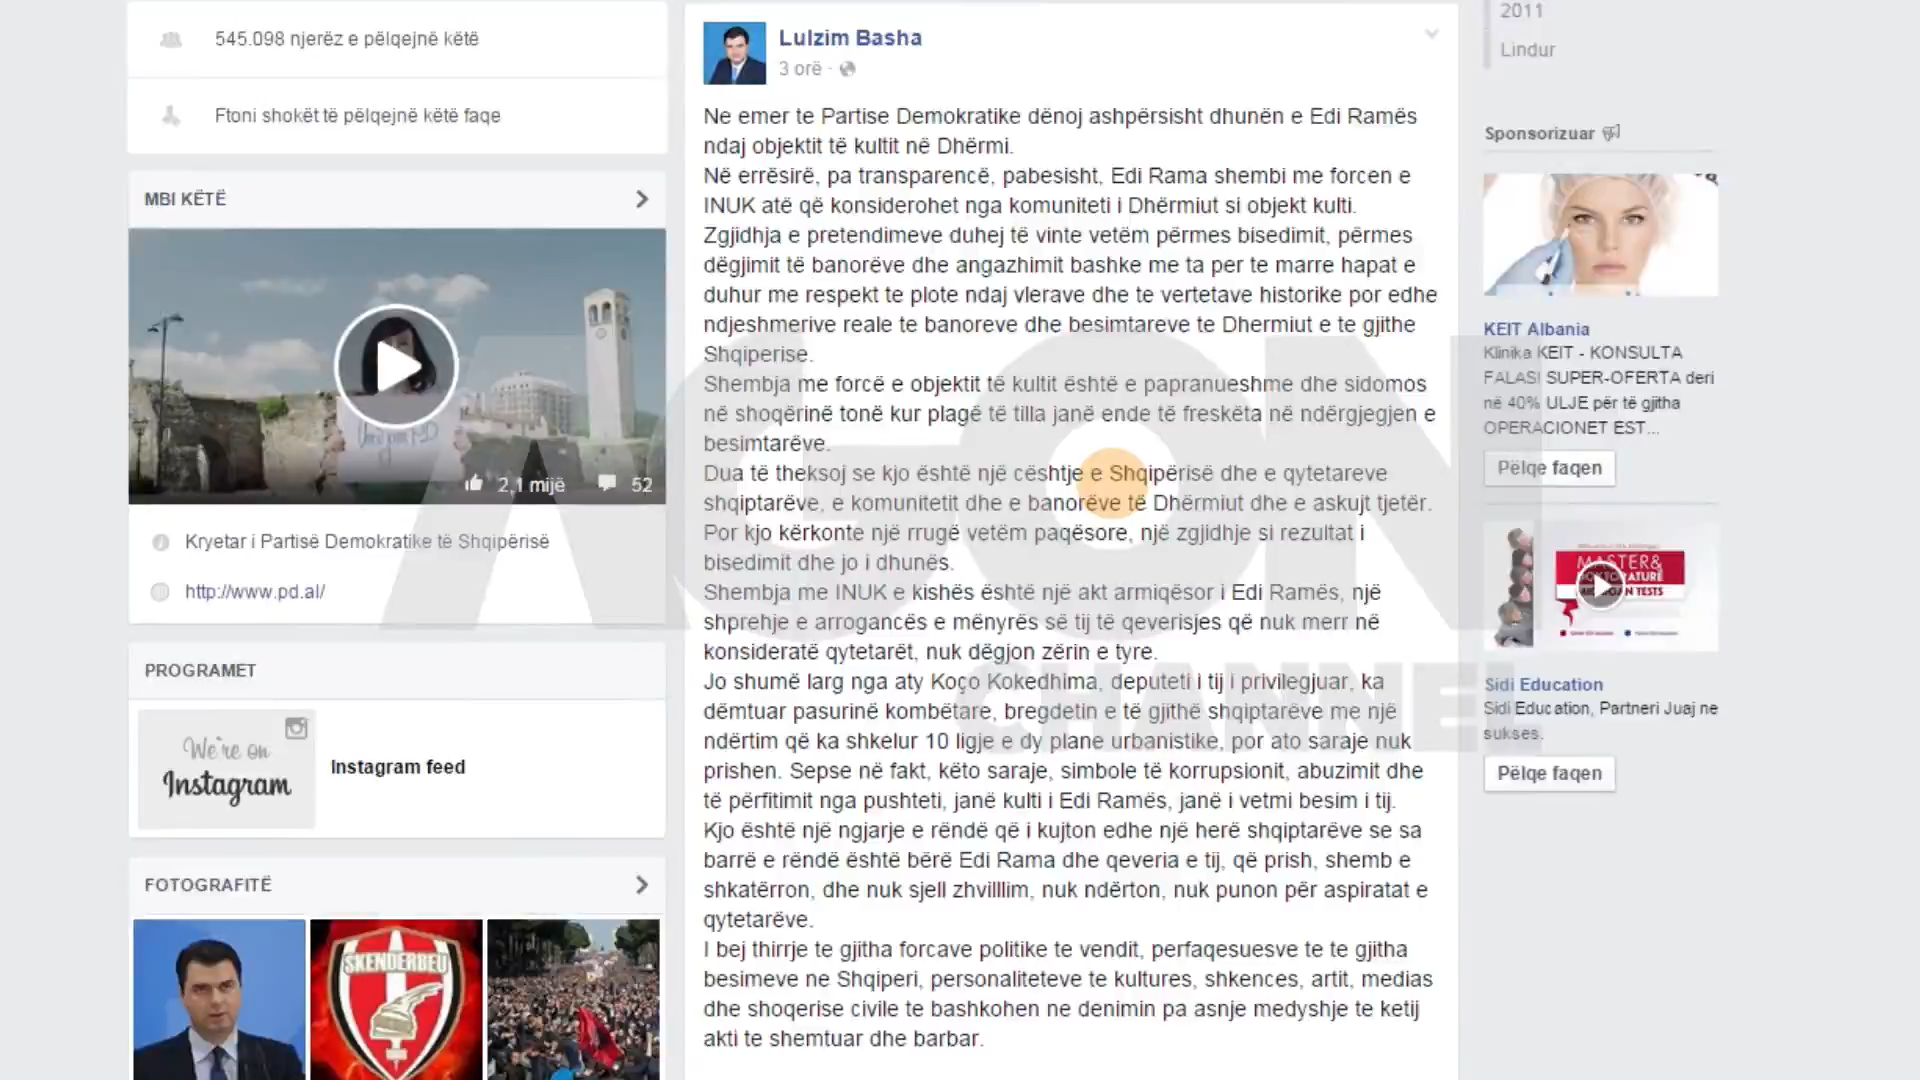 545.098 njerëz e pëlqejnë këtë
Ftoni shokët të pëlqejnë këtë faqe
MBI KËTË
2,1 mijë
52
Kryetar i Partisë Demokratike të Shqipërisë
http://www.pd.al/
PROGRAMET
We're on
Instagram
Instagram feed
FOTOGRAFITË
SKENDERBEU
Lulzim Basha
3 orë
Ne emer te Partise Demokratike dënoj ashpërsisht dhunën e Edi Ramës
ndaj objektit të kultit në Dhërmi.
Në errësirë, pa transparencë, pabesisht, Edi Rama shembi me forcen e
INUK atë që konsiderohet nga komuniteti i Dhërmiut si objekt kulti.
Zgjidhja e pretendimeve duhej të vinte vetëm përmes bisedimit, përmes
dëgjimit të banorëve dhe angazhimit bashke me ta per te marre hapat e
duhur me respekt te plote ndaj vlerave dhe te vertetave historike por edhe
ndjeshmerive reale te banoreve dhe besimtareve te Dhermiut e te gjithe
Shqiperise.
Shembja me forcë e objektit të kultit është e papranueshme dhe sidomos
në shoqërinë tonë kur plagë të tilla janë ende të freskëta në ndërgjegjen e
besimtarëve.
Dua të theksoj se kjo është një cështje e Shqipërisë dhe e qytetareve
shqiptarëve, e komunitetit dhe e banorëve të Dhërmiut dhe e askujt tjetër.
Por kjo kërkonte një rrugë vetëm paqësore, një zgjidhje si rezultat i
bisedimit dhe jo i dhunës.
Shembja me INUK e kishës është një akt armiqësor i Edi Ramës, një
shprehje e arrogancës e mënyrës së tij të qeverisjes që nuk merr në
konsideratë qytetarët, nuk dëgjon zërin e tyre.
Jo shumë larg nga aty Koço Kokedhima, deputeti i tij i privilegjuar, ka
dëmtuar pasurinë kombëtare, bregdetin e të gjithë shqiptarëve me një
ndërtim që ka shkelur 10 ligje e dy plane urbanistike, por ato saraje nuk
prishen. Sepse në fakt, këto saraje, simbole të korrupsionit, abuzimit dhe
të përfitimit nga pushteti, janë kulti i Edi Ramës, janë i vetmi besim i tij.
Kjo është një ngjarje e rëndë që i kujton edhe një herë shqiptarëve se sa
barrë e rëndë është bërë Edi Rama dhe qeveria e tij, që prish, shemb e
shkatërron, dhe nuk sjell zhvilllim, nuk ndërton, nuk punon për aspiratat e
qytetarëve.
I bej thirrje te gjitha forcave politike te vendit, perfaqesuesve te te gjitha
besimeve ne Shqiperi, personaliteteve te kultures, shkences, artit, medias
dhe shoqerise civile te bashkohen ne denimin pa asnje medyshje te ketij
akti te shemtuar dhe barbar.
AGON
CHANNEL
2011
Lindur
Sponsorizuar
KEIT Albania
Klinika KEIT - KONSULTA
FALAS! SUPER-OFERTA deri
në 40% ULJE për të gjitha
OPERACIONET EST...
Pëlqe faqen
MASTER&
DOKTORATURË
MICHIGAN TESTS
Sidi Education
Sidi Education, Partneri Juaj ne
sukses.
Pëlqe faqen